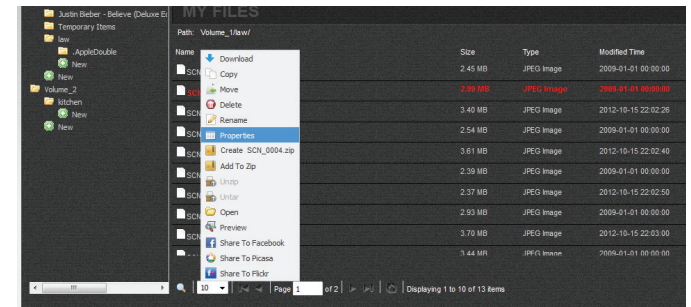 Justin Bieber - Believe (Deluxe Ed
Temporary Items
law
.AppleDouble
New
New
Volume_2
kitchen
New
New
MY FILES
Path: Volume_1/law/
Name Size Type Modified Time
SCN 2.45 MB JPEG Image 2009-01-01 00:00:00
SCN 2.99 MB JPEG Image 2009-01-01 00:00:00
SCN 3.40 MB JPEG Image 2012-10-15 22:02:26
SCN 2.54 MB JPEG Image 2009-01-01 00:00:00
SCN 3.61 MB JPEG Image 2012-10-15 22:02:40
SCN 2.39 MB JPEG Image 2009-01-01 00:00:00
SCN 2.37 MB JPEG Image 2012-10-15 22:02:50
SCN 2.93 MB JPEG Image 2009-01-01 00:00:00
SCN 3.70 MB JPEG Image 2012-10-15 22:03:00
3.44 MB JPEG Image 2009-01-01 00:00:00
Download
Copy
Move
Delete
Rename
Properties
Create SCN_0004.zip
Add To Zip
Unzip
Untar
Open
Preview
Share To Facebook
Share To Picasa
Share To Flickr
10 Page 1 of 2 Displaying 1 to 10 of 13 items